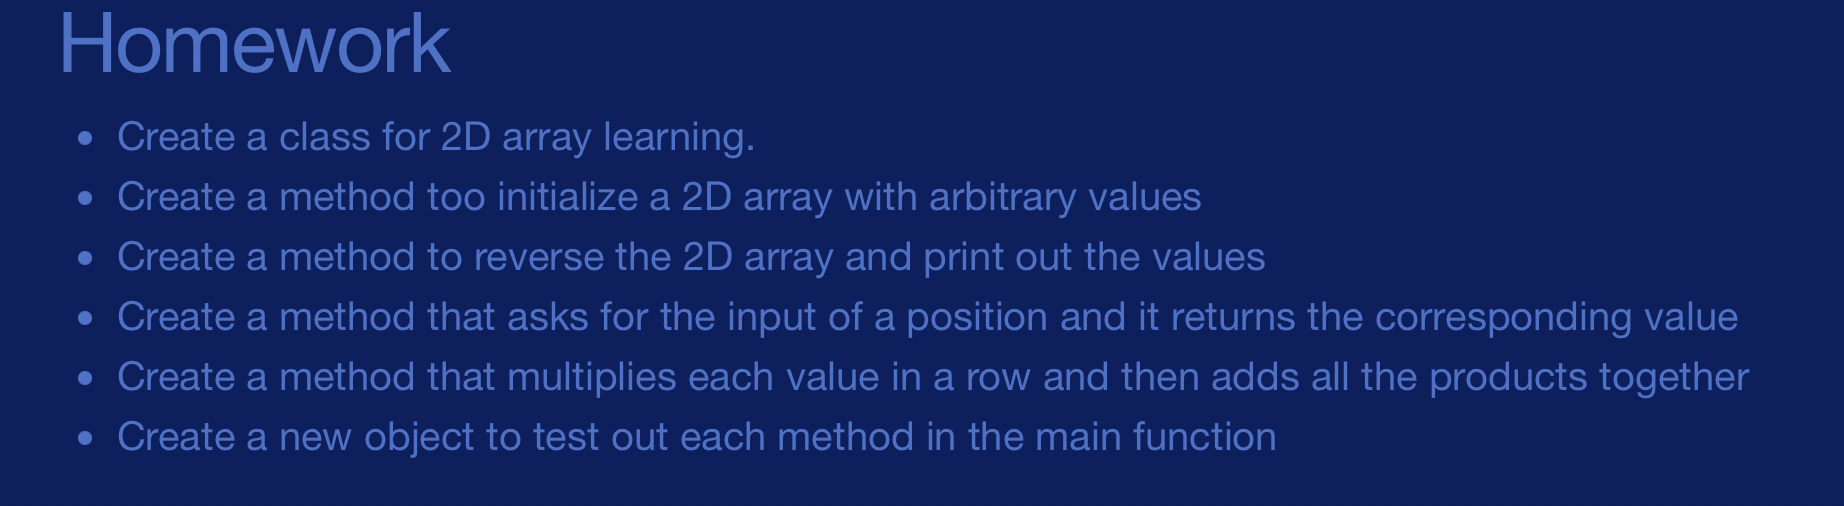 Homework
• Create a class for 2D array learning.
• Create a method too initialize a 2D array with arbitrary values
• Create a method to reverse the 2D array and print out the values
• Create a method that asks for the input of a position and it returns the corresponding value
• Create a method that multiplies each value in a row and then adds all the products together
• Create a new object to test out each method in the main function